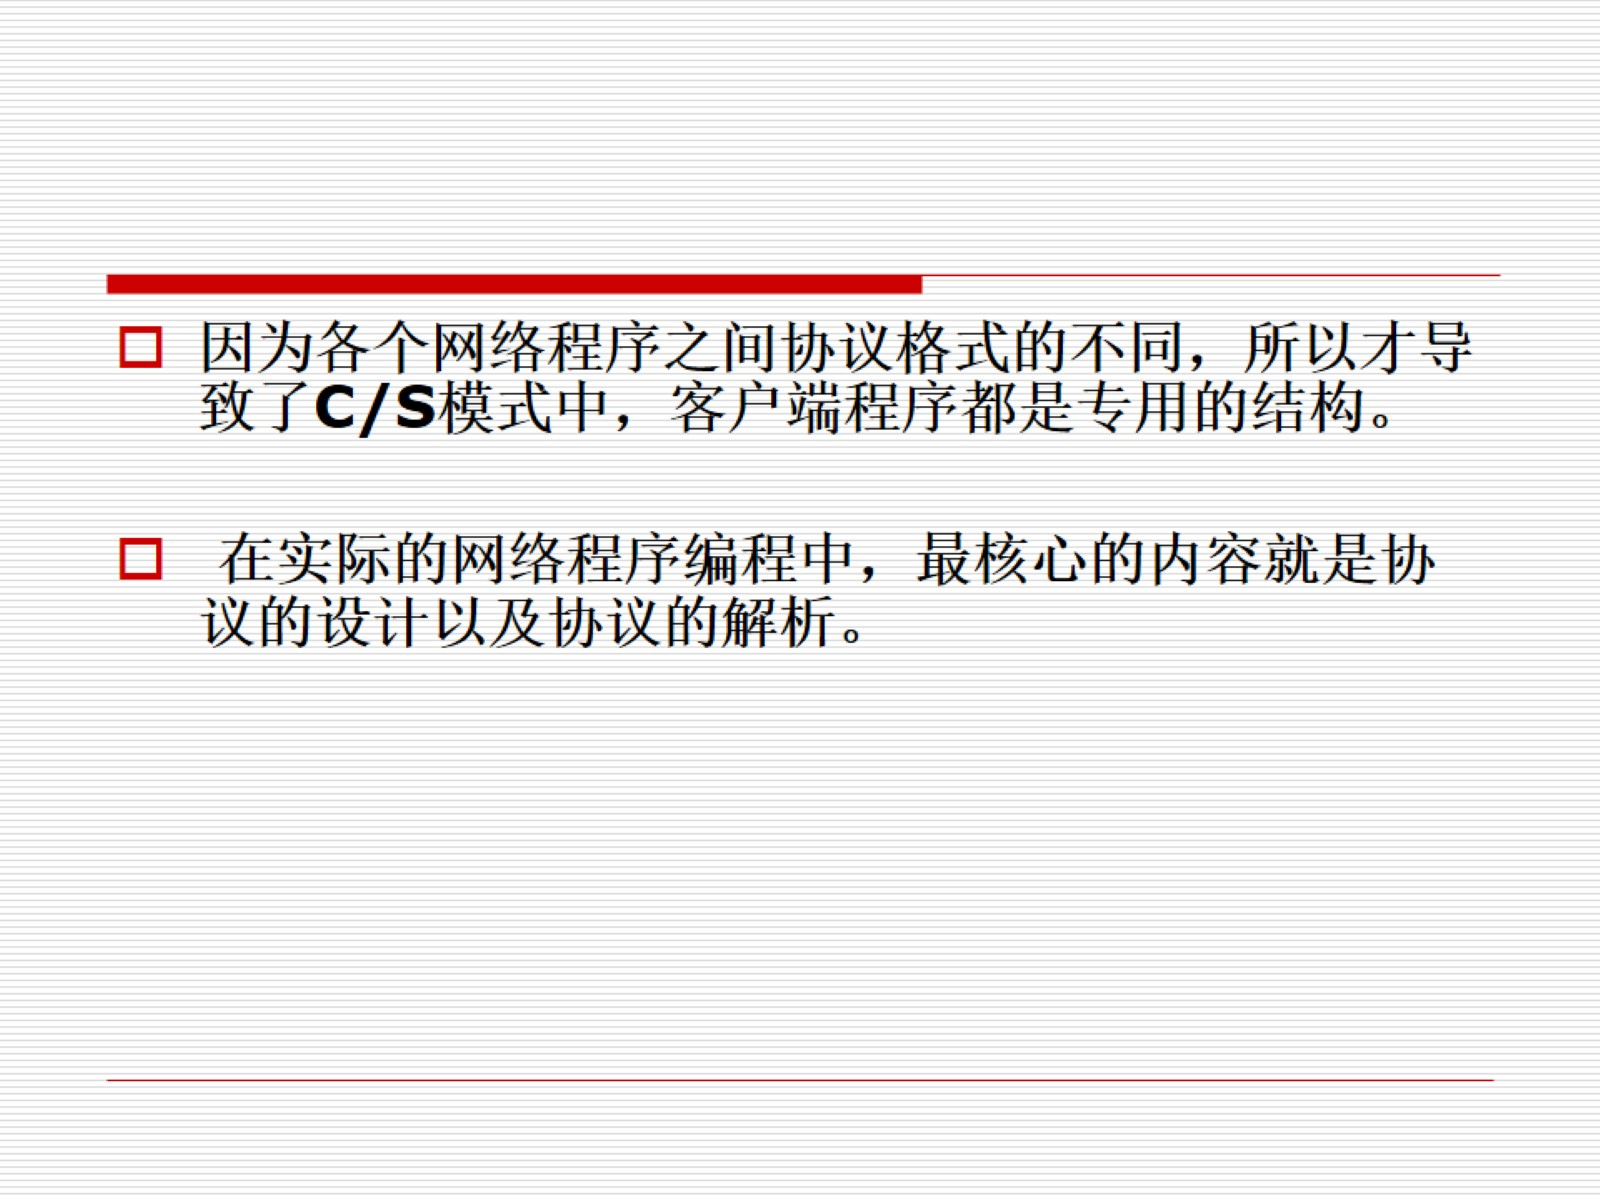 因为各个网络程序之间协议格式的不同，所以才导
致了C/S模式中，客户端程序都是专用的结构。
在实际的网络程序编程中，最核心的内容就是协
议的设计以及协议的解析。